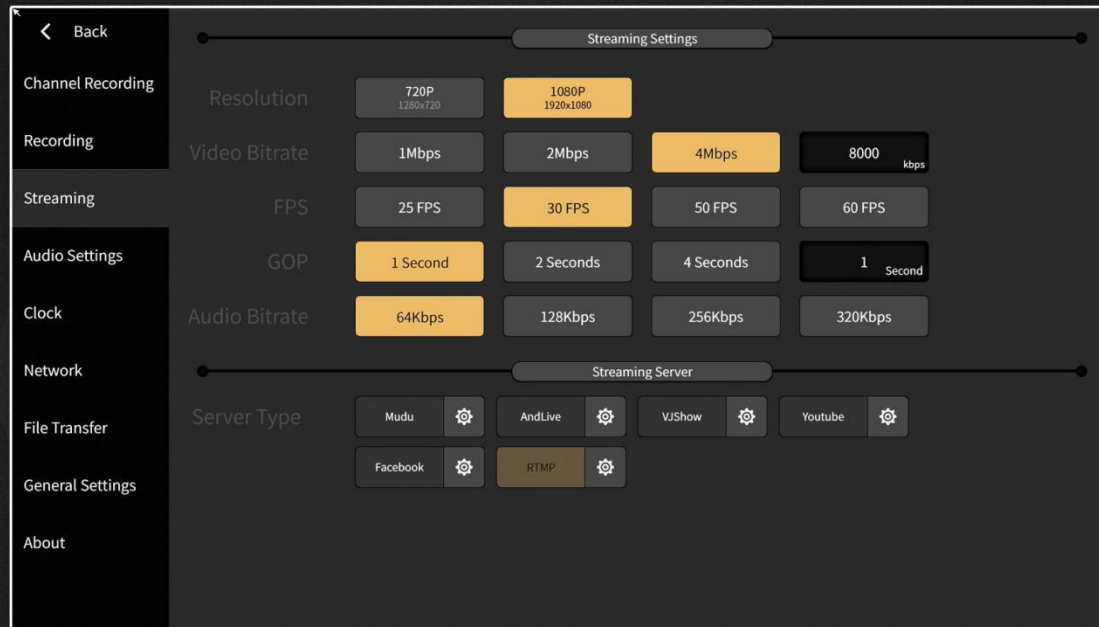 Back
Streaming Settings
Channel Recording
Recording
Streaming
Audio Settings
Clock
Network
File Transfer
General Settings
About
Resolution
720P
1280x720
1080P
1920x1080
Video Bitrate 1Mbps 2Mbps 4Mbps 8000 kbps
FPS 25 FPS 30 FPS 50 FPS 60 FPS
GOP 1 Second 2 Seconds 4 Seconds 1 Second
Audio Bitrate 64Kbps 128Kbps 256Kbps 320Kbps
Streaming Server
Server Type Mudu AndLive VJShow Youtube
Facebook RTMP